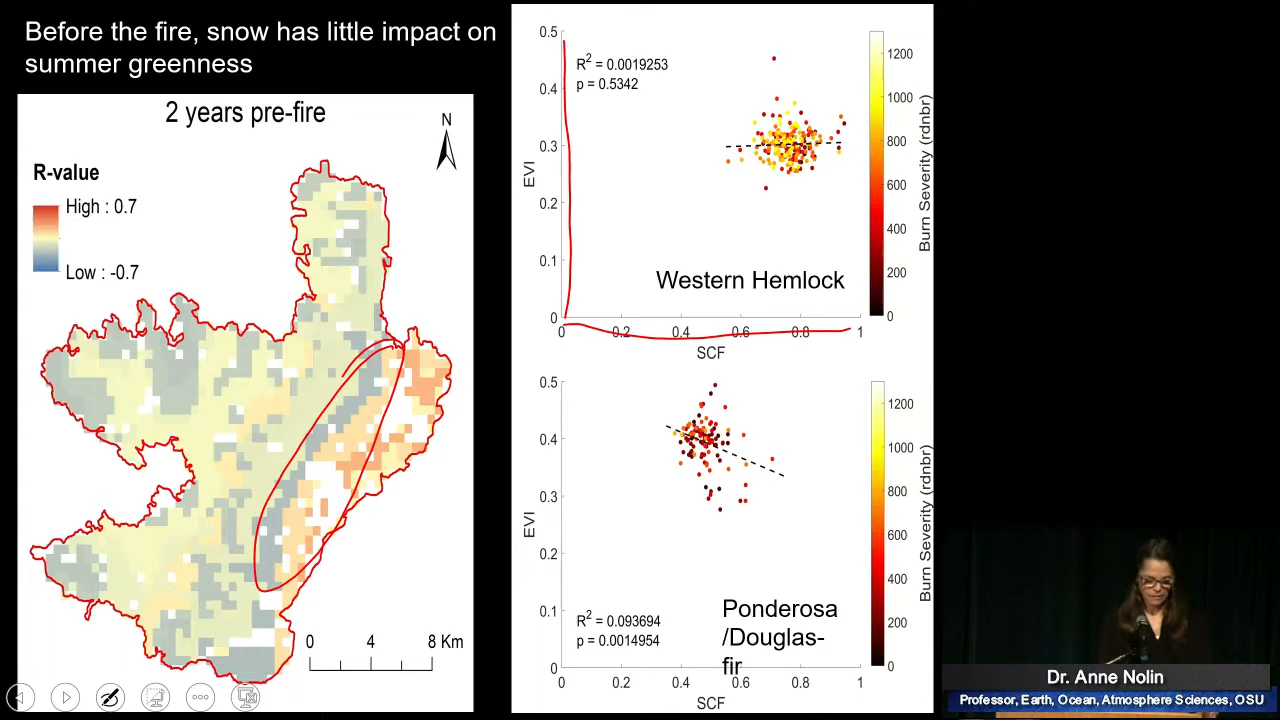 Before the fire, snow has little impact on
summer greenness
2 years pre-fire
N
R-value
High : 0.7
Low : -0.7
0 4 8 Km
0.5
0.4
0.3
0.2
0.1
0
EVI
R2 = 0.0019253
p = 0.5342
Western Hemlock
0 0.2 0.4 0.6 0.8 1
SCF
1200
1000
800
600
400
200
0
Burn Severity (rdnbr)
0.5
0.4
0.3
0.2
0.1
0
EVI
R2 = 0.093694
p = 0.0014954
Ponderosa
/Douglas-
fir
0 0.2 0.4 0.6 0.8 1
SCF
1200
1000
800
600
400
200
0
Burn Severity (rdnbr)
Dr. Anne Nolin
Professor, Earth, Ocean, Atmosphere Sciences, OSU